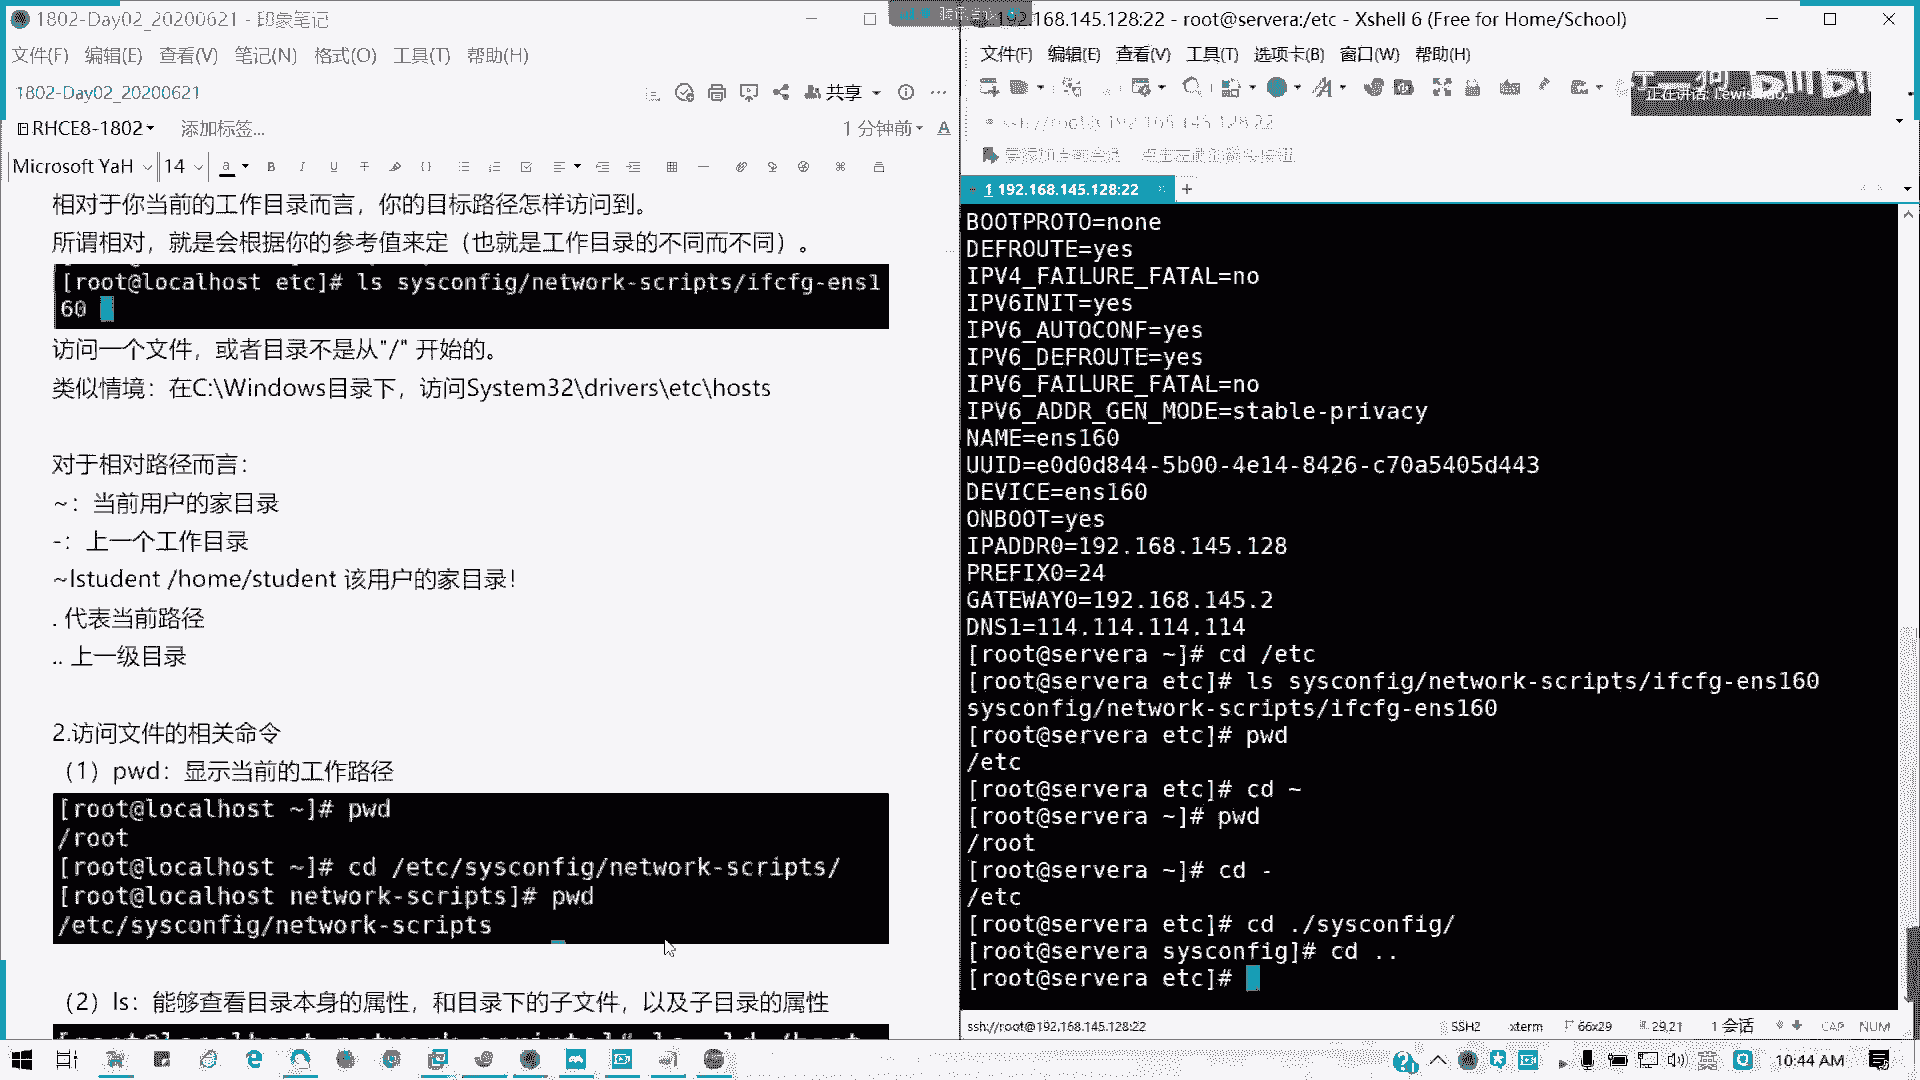 1802-Day02_20200621 - 印象笔记
文件(F) 编辑(E) 查看(V) 笔记(N) 格式(O) 工具(T) 帮助(H)
1802-Day02_20200621
共享
RHCE8-1802
添加标签...
1 分钟前
Microsoft YaH
14
相对于你当前的工作目录而言，你的目标路径怎样访问到。
所谓相对，就是会根据你的参考值来定（也就是工作目录的不同而不同）。
[root@localhost etc]# ls sysconfig/network-scripts/ifcfg-ens1
60
访问一个文件，或者目录不是从"/" 开始的。
类似情境：在C:\Windows目录下，访问System32\drivers\etc\hosts
对于相对路径而言：
~：当前用户的家目录
-：上一个工作目录
~lstudent /home/student 该用户的家目录！
. 代表当前路径
.. 上一级目录
2.访问文件的相关命令
（1）pwd：显示当前的工作路径
[root@localhost ~]# pwd
/root
[root@localhost ~]# cd /etc/sysconfig/network-scripts/
[root@localhost network-scripts]# pwd
/etc/sysconfig/network-scripts
（2）ls：能够查看目录本身的属性，和目录下的子文件，以及子目录的属性
192.168.145.128:22 - root@servera:/etc - Xshell 6 (Free for Home/School)
文件(F) 编辑(E) 查看(V) 工具(T) 选项卡(B) 窗口(W) 帮助(H)
ssh://root@192.168.145.128:22
1 192.168.145.128:22
BOOTPROTO=none
DEFROUTE=yes
IPV4_FAILURE_FATAL=no
IPV6INIT=yes
IPV6_AUTOCONF=yes
IPV6_DEFROUTE=yes
IPV6_FAILURE_FATAL=no
IPV6_ADDR_GEN_MODE=stable-privacy
NAME=ens160
UUID=e0d0d844-5b00-4e14-8426-c70a5405d443
DEVICE=ens160
ONBOOT=yes
IPADDR0=192.168.145.128
PREFIX0=24
GATEWAY0=192.168.145.2
DNS1=114.114.114.114
[root@servera ~]# cd /etc
[root@servera etc]# ls sysconfig/network-scripts/ifcfg-ens160
sysconfig/network-scripts/ifcfg-ens160
[root@servera etc]# pwd
/etc
[root@servera etc]# cd ~
[root@servera ~]# pwd
/root
[root@servera ~]# cd -
/etc
[root@servera etc]# cd ./sysconfig/
[root@servera sysconfig]# cd ..
[root@servera etc]#
ssh://root@192.168.145.128:22
SSH2 xterm 66x29 29,21 1 会话 CAP NUM
10:44 AM